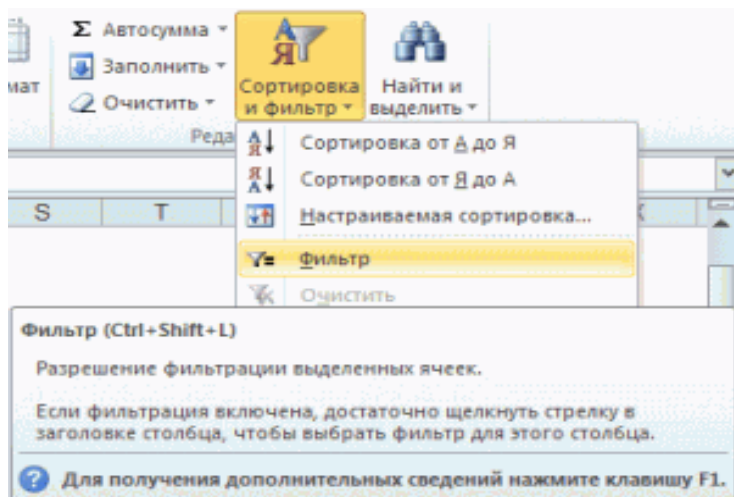 Σ Автосумма
Заполнить
мат
Очистить
Сортировка
и фильтр
Найти и
выделить
Реда
Сортировка от А до Я
Сортировка от Я до А
Настраиваемая сортировка...
S T
Фильтр
Очистить
Фильтр (Ctrl+Shift+L)
Разрешение фильтрации выделенных ячеек.
Если фильтрация включена, достаточно щелкнуть стрелку в
заголовке столбца, чтобы выбрать фильтр для этого столбца.
Для получения дополнительных сведений нажмите клавишу F1.